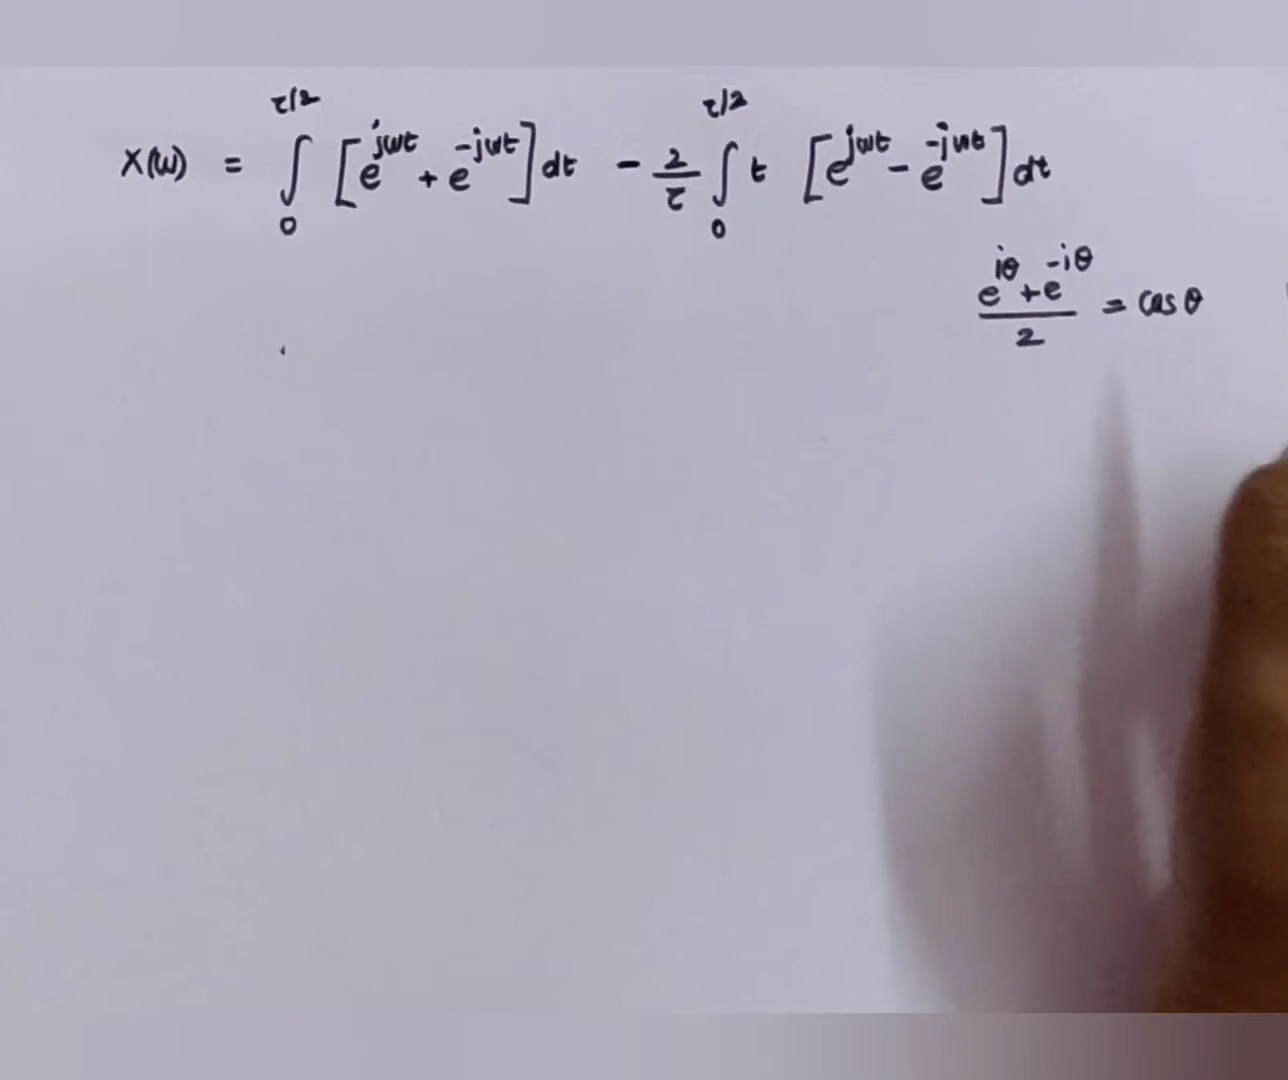 X(ω) = ∫₀^{τ/2} [e^{jωt} + e^{-jωt}] dt - 2/τ ∫₀^{τ/2} t [e^{jωt} - e^{-jωt}] dt
(e^{iθ} + e^{-iθ})/2 = cos θ